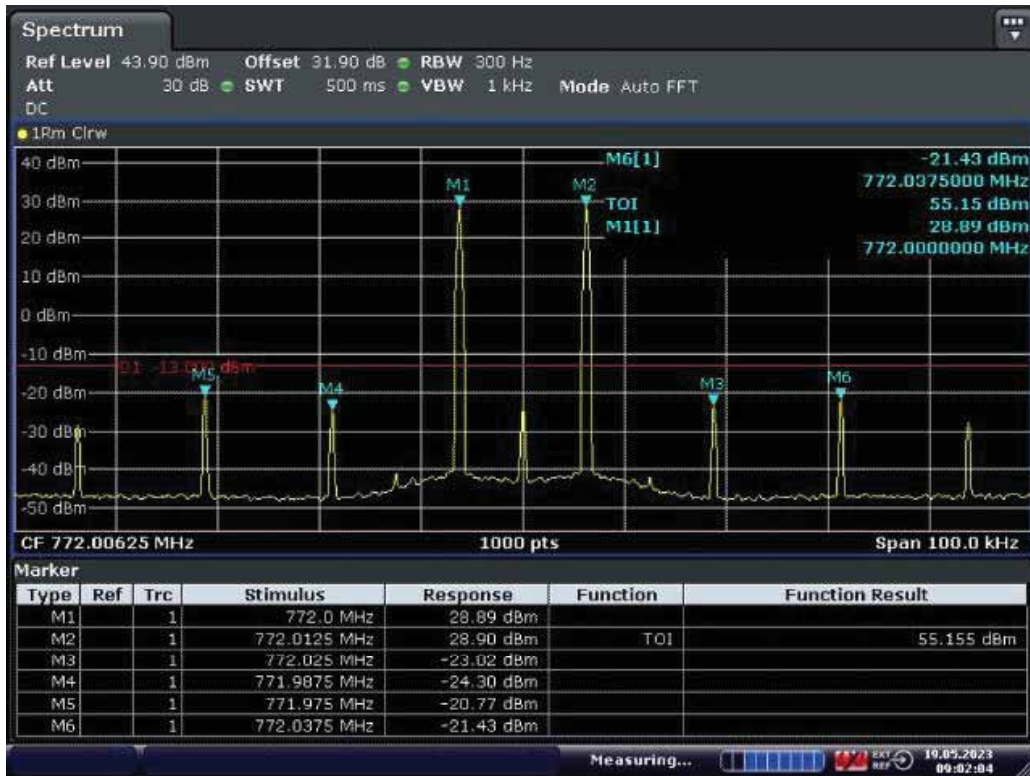 Spectrum
Ref Level 43.90 dBm Offset 31.90 dB RBW 300 Hz
Att 30 dB SWT 500 ms VBW 1 kHz Mode Auto FFT
DC
1Rm Clrw
40 dBm M6[1] -21.43 dBm
772.0375000 MHz
M1 M2
30 dBm TOI 55.15 dBm
M1[1] 28.89 dBm
20 dBm 772.0000000 MHz
10 dBm
0 dBm
-10 dBm
D1 -13.000 dBm
M5 M4 M3 M6
-20 dBm
-30 dBm
-40 dBm
-50 dBm
CF 772.00625 MHz 1000 pts Span 100.0 kHz
Marker
Type Ref Trc Stimulus Response Function Function Result
M1 1 772.0 MHz 28.89 dBm
M2 1 772.0125 MHz 28.90 dBm TOI 55.155 dBm
M3 1 772.025 MHz -23.02 dBm
M4 1 771.9875 MHz -24.30 dBm
M5 1 771.975 MHz -20.77 dBm
M6 1 772.0375 MHz -21.43 dBm
Measuring... EXT REF 19.05.2023
09:02:04